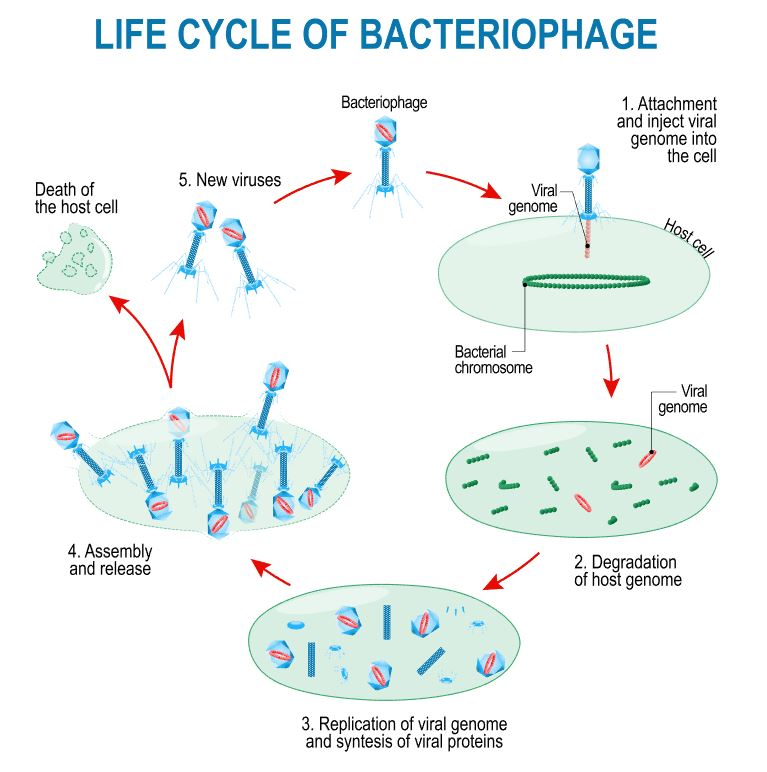 LIFE CYCLE OF BACTERIOPHAGE
Bacteriophage
1. Attachment
and inject viral
genome into
the cell
Viral
genome
Host cell
Bacterial
chromosome
Viral
genome
2. Degradation
of host genome
3. Replication of viral genome
and syntesis of viral proteins
4. Assembly
and release
5. New viruses
Death of
the host cell